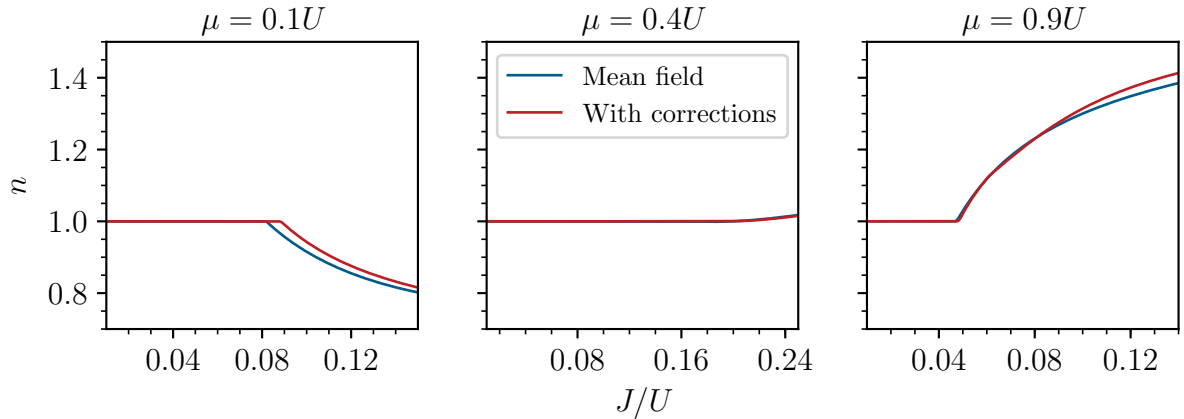 μ = 0.1U
μ = 0.4U
μ = 0.9U
n
1.4
1.2
1.0
0.8
Mean field
With corrections
0.04 0.08 0.12
0.08 0.16 0.24
0.04 0.08 0.12
J/U